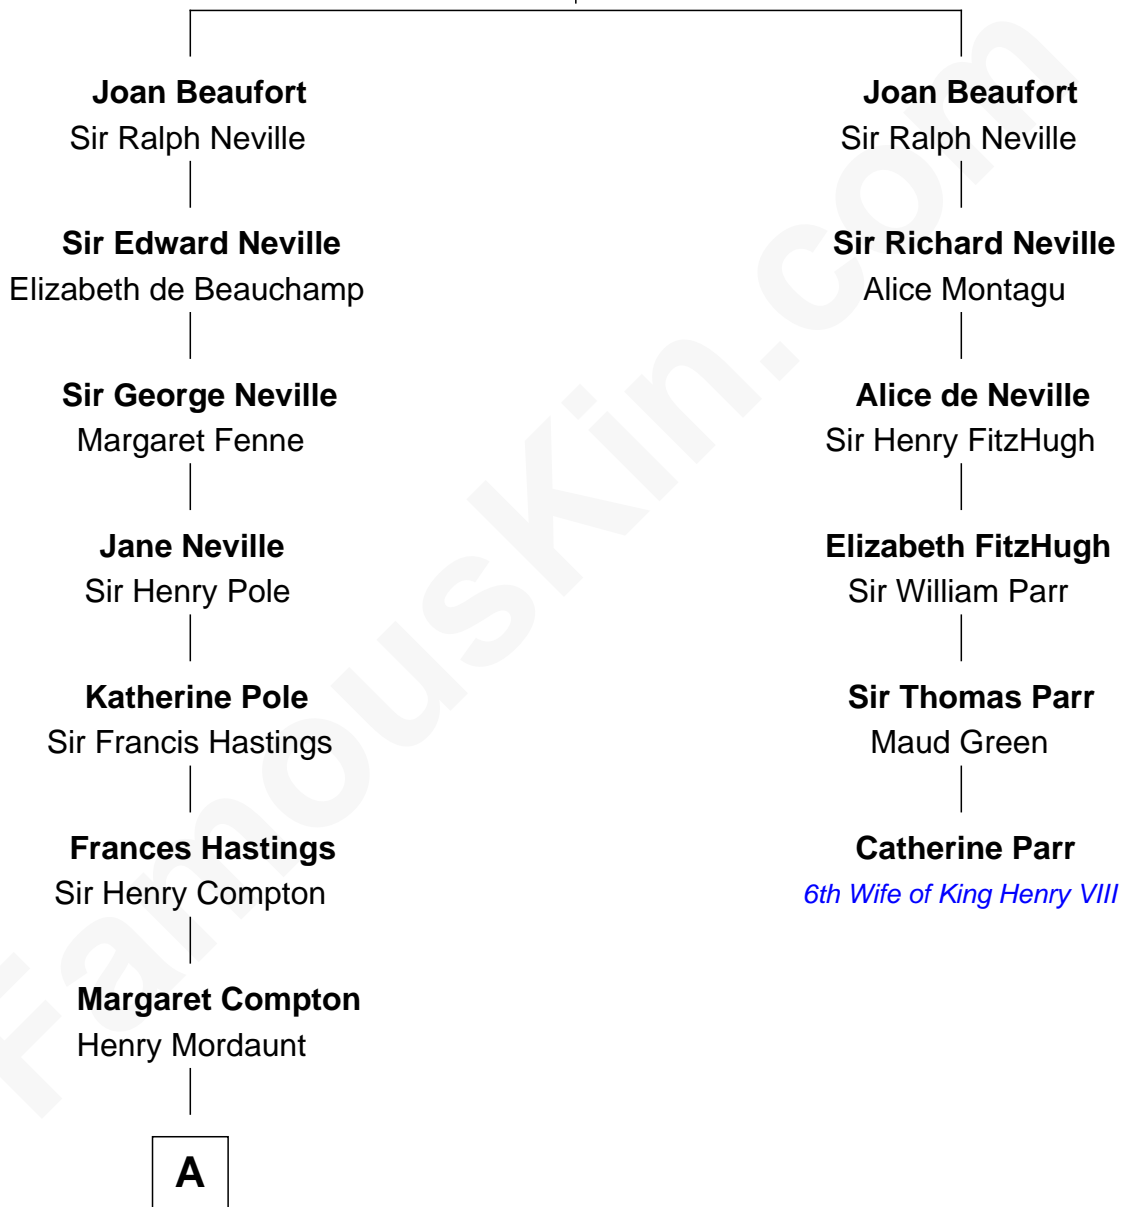 Joan Beaufort
Sir Ralph Neville
Sir Edward Neville
Elizabeth de Beauchamp
Sir George Neville
Margaret Fenne
Jane Neville
Sir Henry Pole
Katherine Pole
Sir Francis Hastings
Frances Hastings
Sir Henry Compton
Margaret Compton
Henry Mordaunt
A
Joan Beaufort
Sir Ralph Neville
Sir Richard Neville
Alice Montagu
Alice de Neville
Sir Henry FitzHugh
Elizabeth FitzHugh
Sir William Parr
Sir Thomas Parr
Maud Green
Catherine Parr
6th Wife of King Henry VIII
FamousKin.com